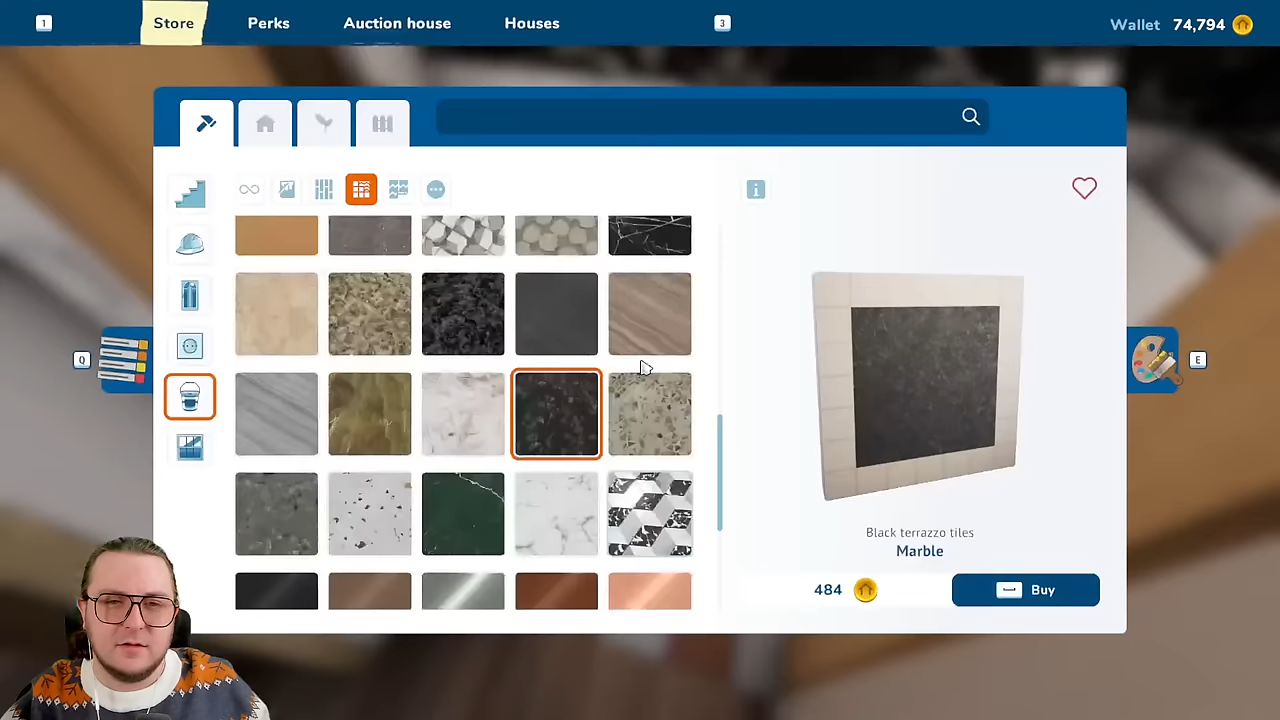 1
Store
Perks
Auction house
Houses
3
Wallet 74,794
Q
E
Black terrazzo tiles
Marble
484
Buy